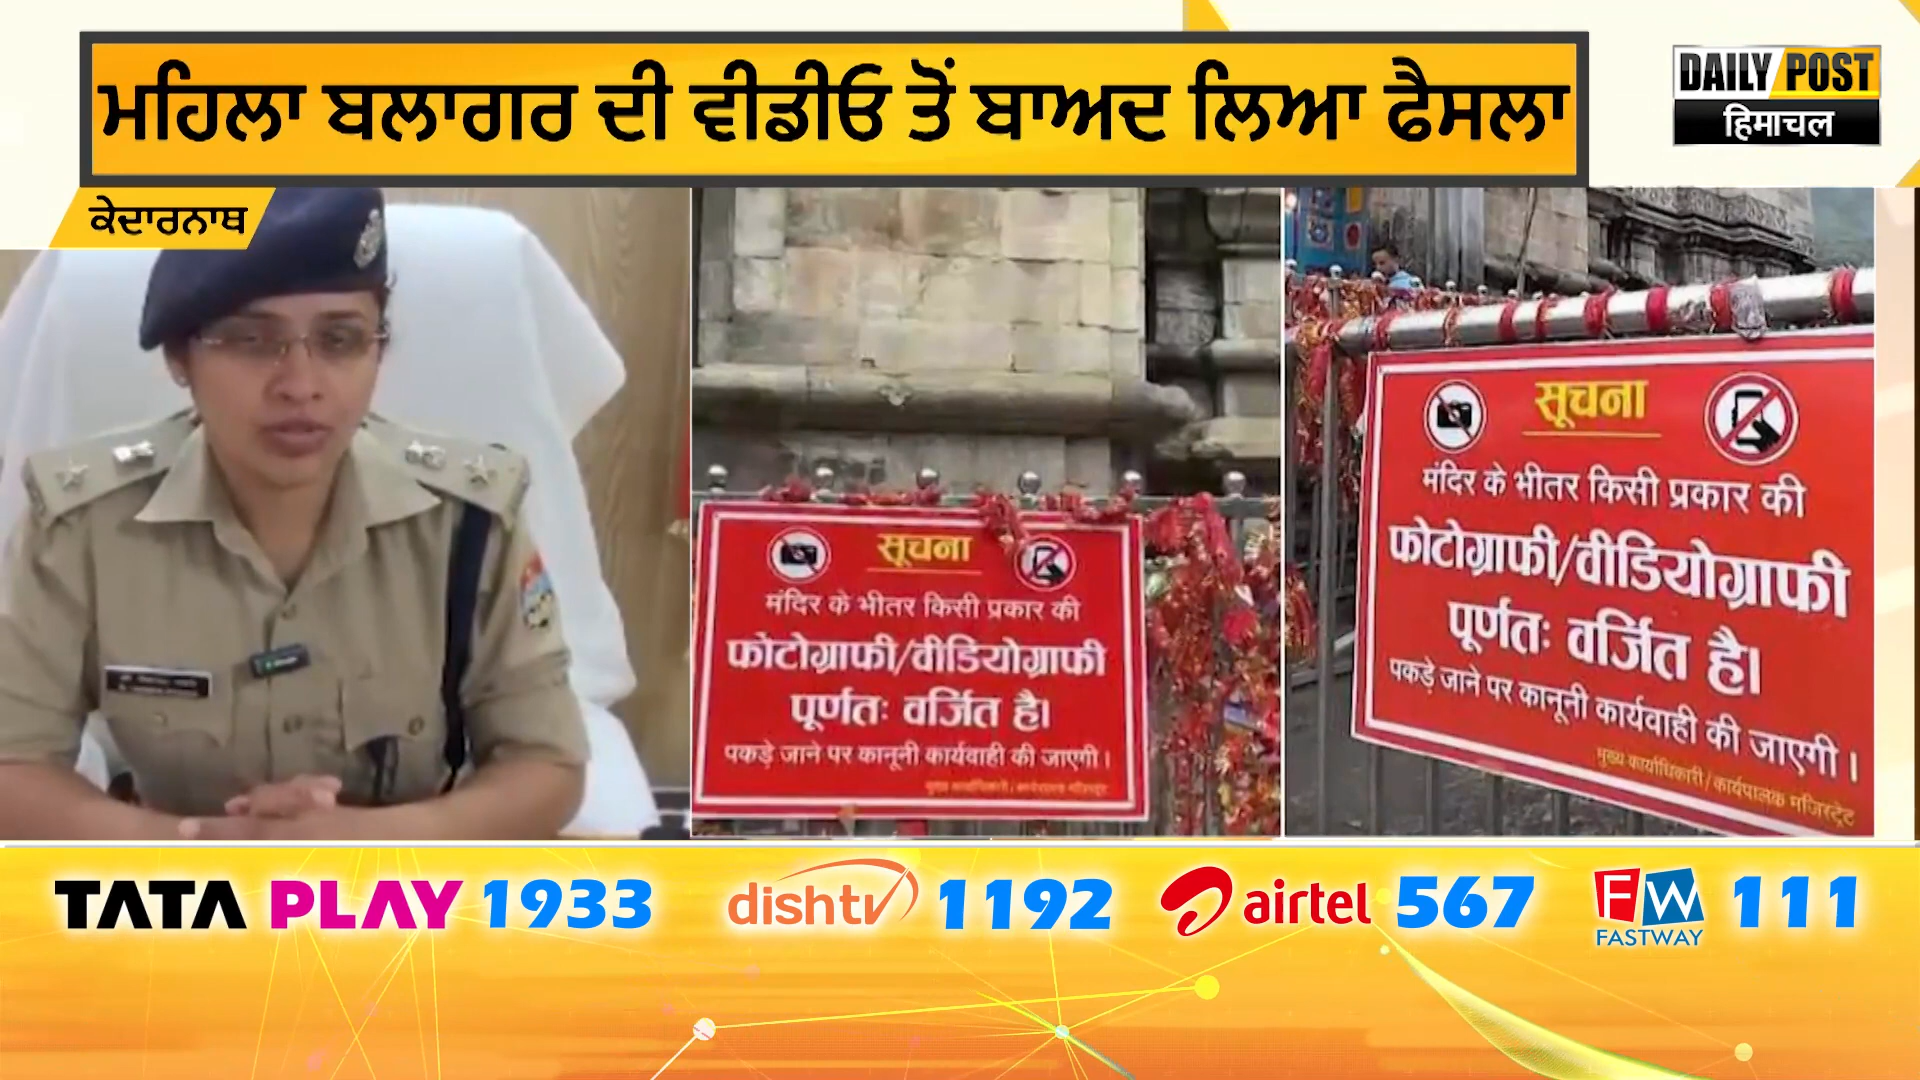 ਮਹਿਲਾ ਬਲਾਗਰ ਦੀ ਵੀਡੀਓ ਤੋਂ ਬਾਅਦ ਲਿਆ ਫੈਸਲਾ
DAILY POST
हिमाचल
ਕੇਦਾਰਨਾਥ
सूचना
मंदिर के भीतर किसी प्रकार की
फोटोग्राफी/वीडियोग्राफी
पूर्णतः वर्जित है।
पकड़े जाने पर कानूनी कार्यवाही की जाएगी।
सूचना
मंदिर के भीतर किसी प्रकार की
फोटोग्राफी/वीडियोग्राफी
पूर्णतः वर्जित है।
पकड़े जाने पर कानूनी कार्यवाही की जाएगी।
मुख्य कार्याधिकारी/कार्यपालक मजिस्ट्रेट
TATA PLAY 1933
dishtv 1192
airtel 567
FW FASTWAY 111